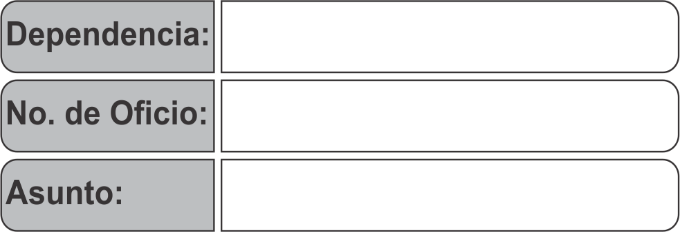 Dependencia:
No. de Oficio:
Asunto: